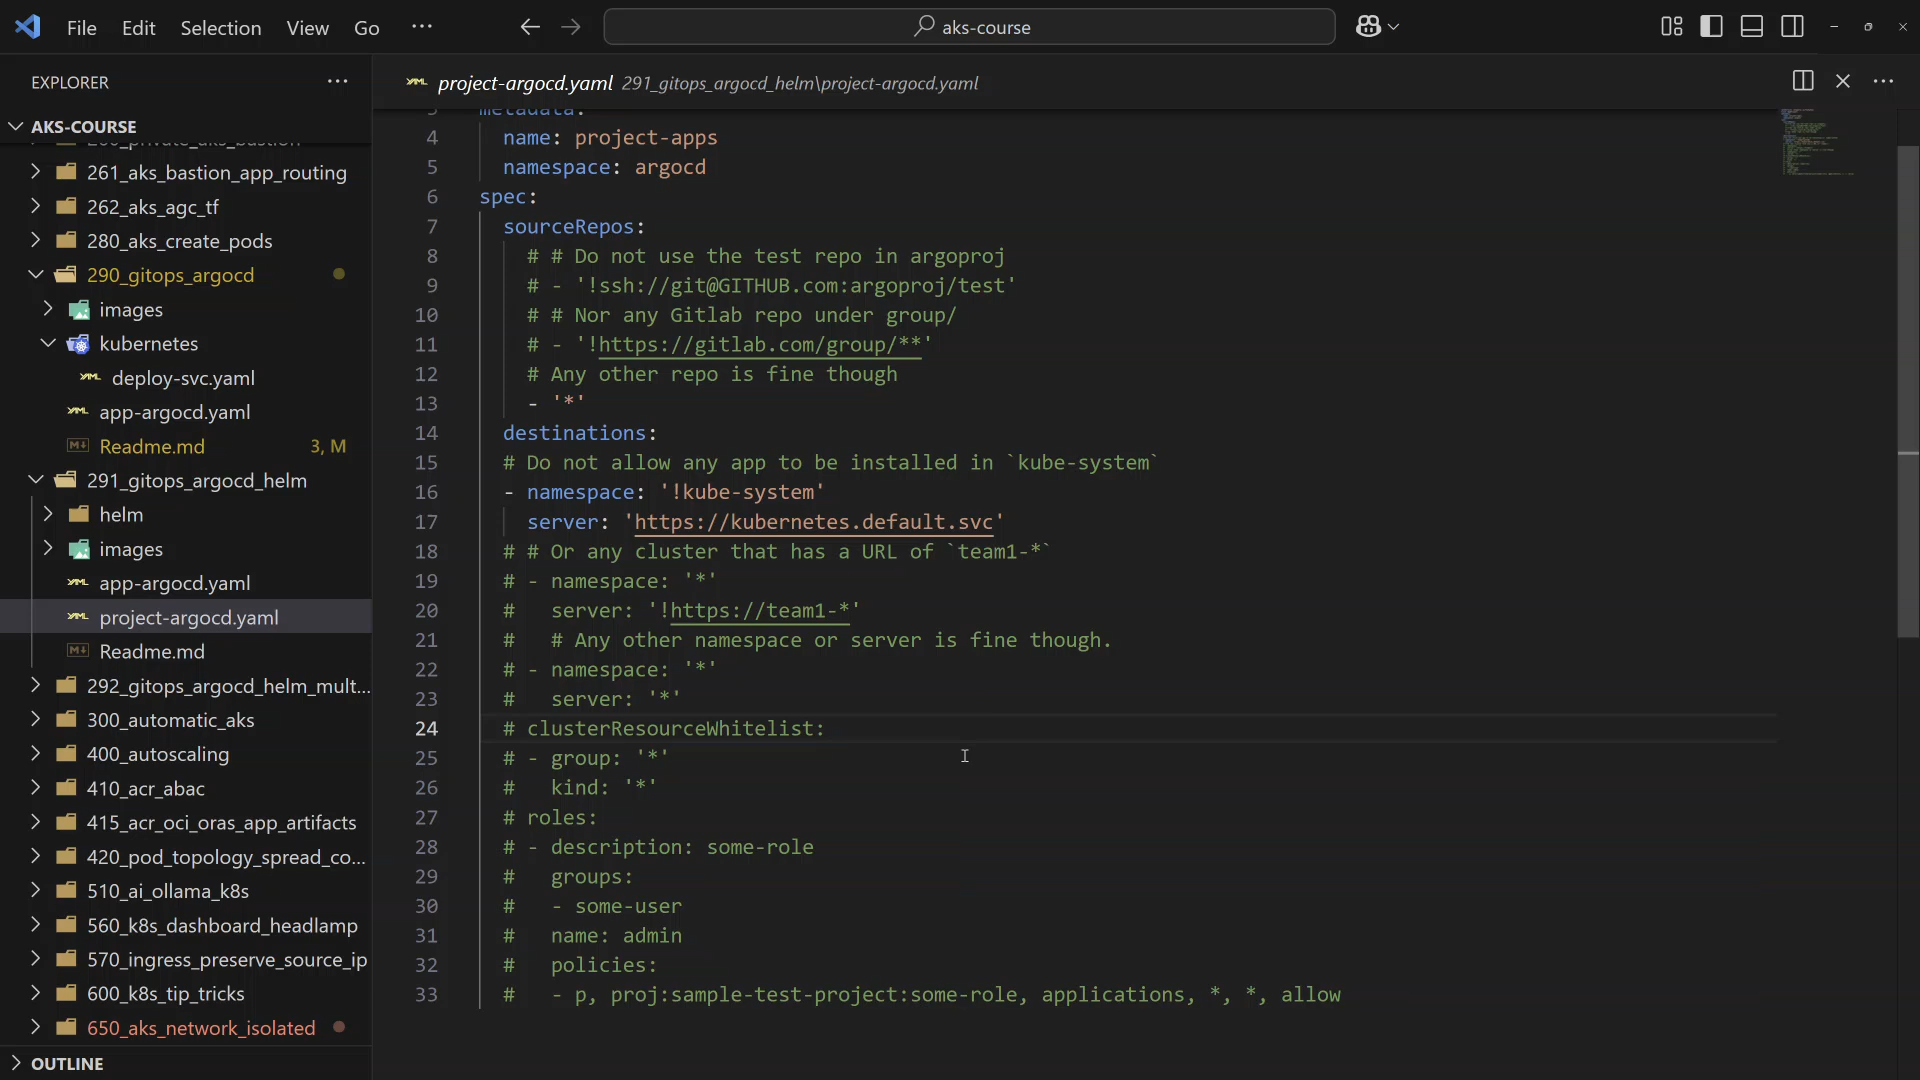 File Edit Selection View Go ···
aks-course
EXPLORER ···
AKS-COURSE
260_private_aks_bastion
261_aks_bastion_app_routing
262_aks_agc_tf
280_aks_create_pods
290_gitops_argocd
images
kubernetes
deploy-svc.yaml
app-argocd.yaml
Readme.md 3, M
291_gitops_argocd_helm
helm
images
app-argocd.yaml
project-argocd.yaml
Readme.md
292_gitops_argocd_helm_mult...
300_automatic_aks
400_autoscaling
410_acr_abac
415_acr_oci_oras_app_artifacts
420_pod_topology_spread_co...
510_ai_ollama_k8s
560_k8s_dashboard_headlamp
570_ingress_preserve_source_ip
600_k8s_tip_tricks
650_aks_network_isolated
OUTLINE
project-argocd.yaml 291_gitops_argocd_helm\project-argocd.yaml
3 metadata:
4 name: project-apps
5 namespace: argocd
6 spec:
7 sourceRepos:
8 # # Do not use the test repo in argoproj
9 # - '!ssh://git@GITHUB.com:argoproj/test'
10 # # Nor any Gitlab repo under group/
11 # - '!https://gitlab.com/group/**'
12 # Any other repo is fine though
13 - '*'
14 destinations:
15 # Do not allow any app to be installed in `kube-system`
16 - namespace: '!kube-system'
17 server: 'https://kubernetes.default.svc'
18 # # Or any cluster that has a URL of `team1-*`
19 # - namespace: '*'
20 # server: '!https://team1-*'
21 # # Any other namespace or server is fine though.
22 # - namespace: '*'
23 # server: '*'
24 # clusterResourceWhitelist:
25 # - group: '*'
26 # kind: '*'
27 # roles:
28 # - description: some-role
29 # groups:
30 # - some-user
31 # name: admin
32 # policies:
33 # - p, proj:sample-test-project:some-role, applications, *, *, allow